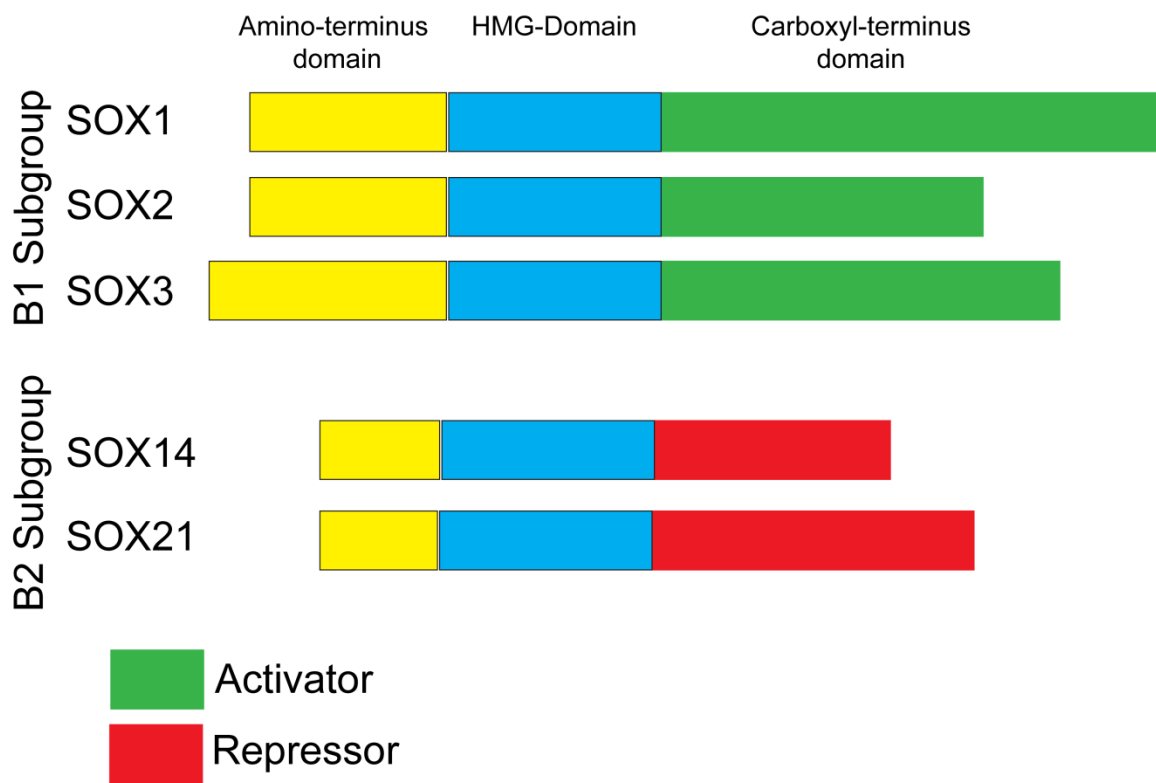 Amino-terminus
domain
HMG-Domain
Carboxyl-terminus
domain
B1 Subgroup
SOX1
SOX2
SOX3
B2 Subgroup
SOX14
SOX21
Activator
Repressor